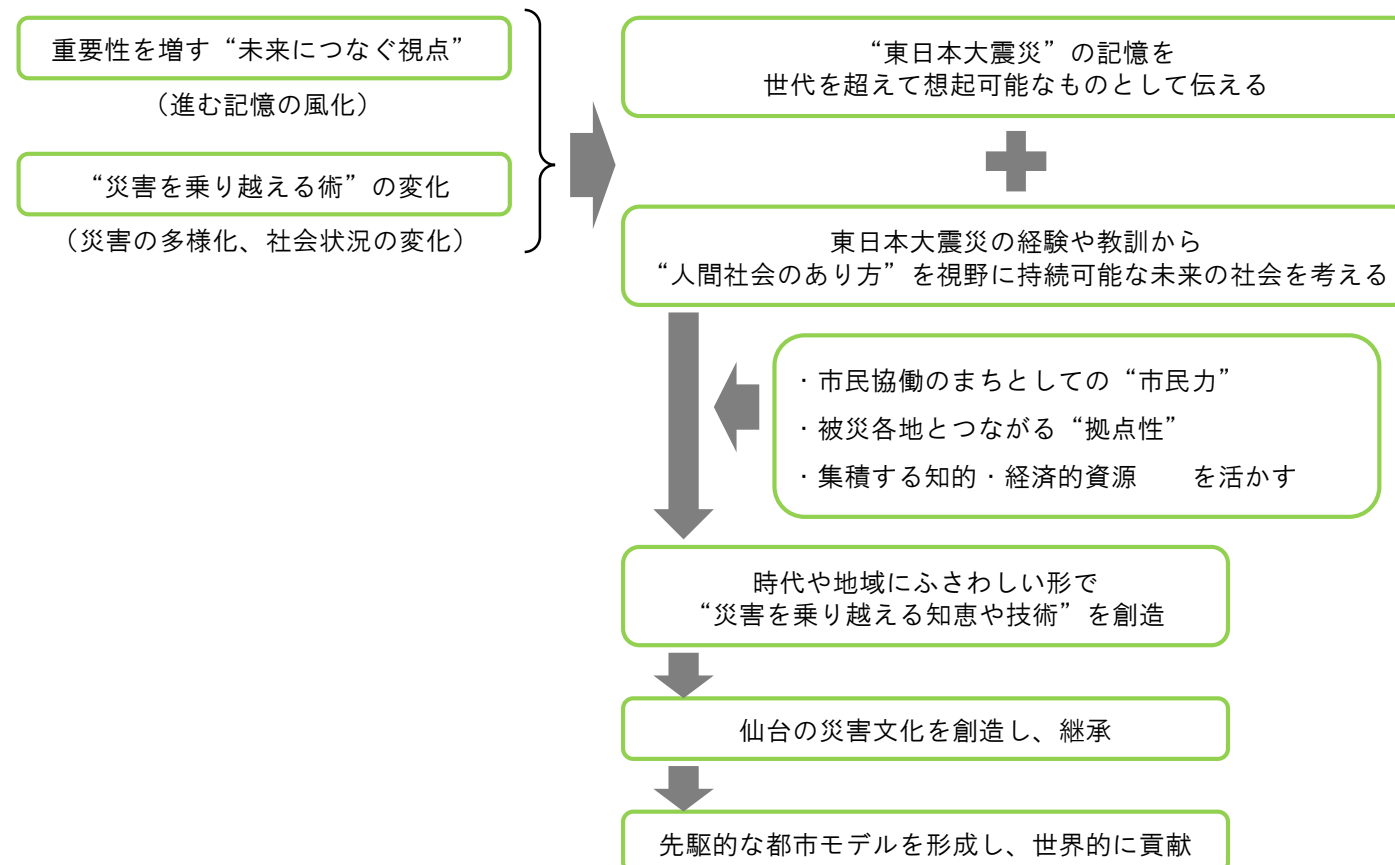 重要性を増す“未来につなぐ視点”
（進む記憶の風化）
“災害を乗り越える術”の変化
（災害の多様化、社会状況の変化）
“東日本大震災”の記憶を
世代を超えて想起可能なものとして伝える
東日本大震災の経験や教訓から
“人間社会のあり方”を視野に持続可能な未来の社会を考える
・市民協働のまちとしての“市民力”
・被災各地とつながる“拠点性”
・集積する知的・経済的資源　　を活かす
時代や地域にふさわしい形で
“災害を乗り越える知恵や技術”を創造
仙台の災害文化を創造し、継承
先駆的な都市モデルを形成し、世界的に貢献